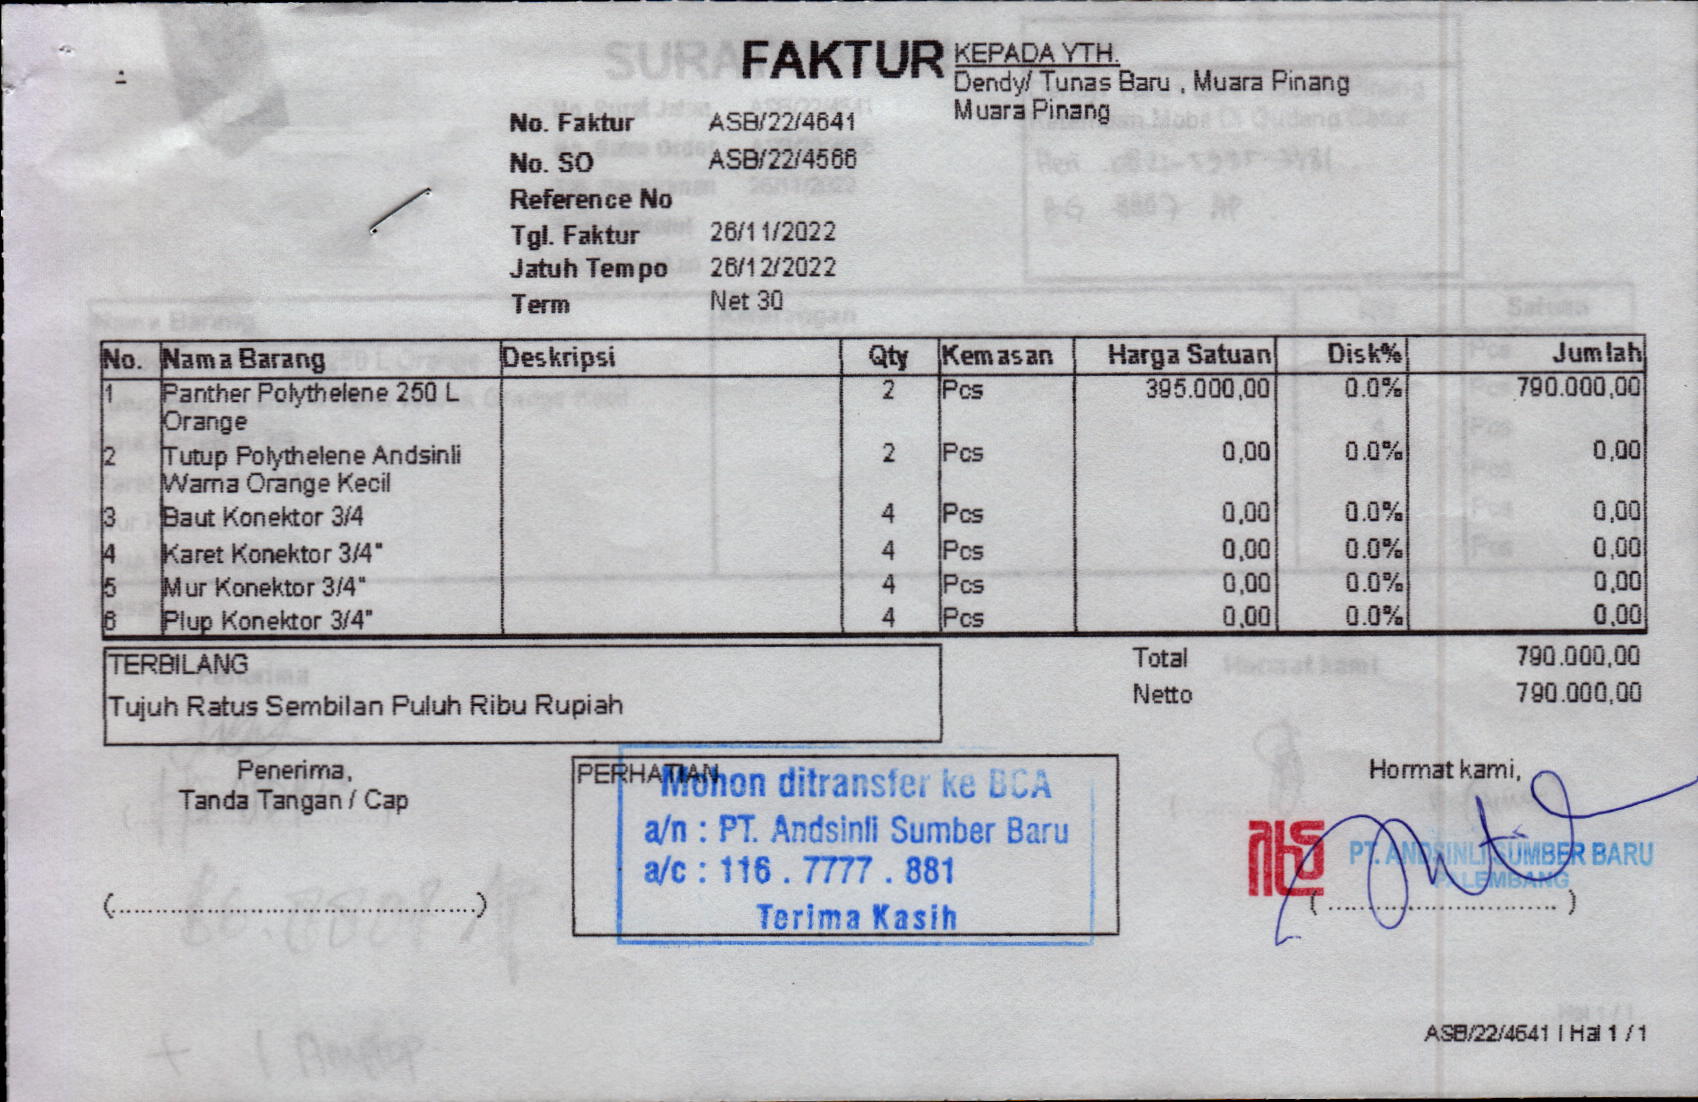 FAKTUR
KEPADA YTH.
Dendy/ Tunas Baru , Muara Pinang
Muara Pinang
No. Faktur ASB/22/4641
No. SO ASB/22/4566
Reference No
Tgl. Faktur 26/11/2022
Jatuh Tempo 26/12/2022
Term Net 30
No. Nama Barang Deskripsi Qty Kemasan Harga Satuan Disk% Jumlah
1 Panther Polythelene 250 L 2 Pcs 395.000,00 0.0% 790.000,00
Orange
2 Tutup Polythelene Andsinli 2 Pcs 0,00 0.0% 0,00
Warna Orange Kecil
3 Baut Konektor 3/4 4 Pcs 0,00 0.0% 0,00
4 Karet Konektor 3/4" 4 Pcs 0,00 0.0% 0,00
5 Mur Konektor 3/4" 4 Pcs 0,00 0.0% 0,00
6 Plup Konektor 3/4" 4 Pcs 0,00 0.0% 0,00
TERBILANG
Tujuh Ratus Sembilan Puluh Ribu Rupiah
Total 790.000,00
Netto 790.000,00
Penerima,
Tanda Tangan / Cap
(........................................................)
PERHATIAN
Mohon ditransfer ke BCA
a/n : PT. Andsinli Sumber Baru
a/c : 116 . 7777 . 881
Terima Kasih
Hormat kami,
PT. ANDSINLI SUMBER BARU
PALEMBANG
(...................................)
ASB/22/4641 | Hal 1 / 1